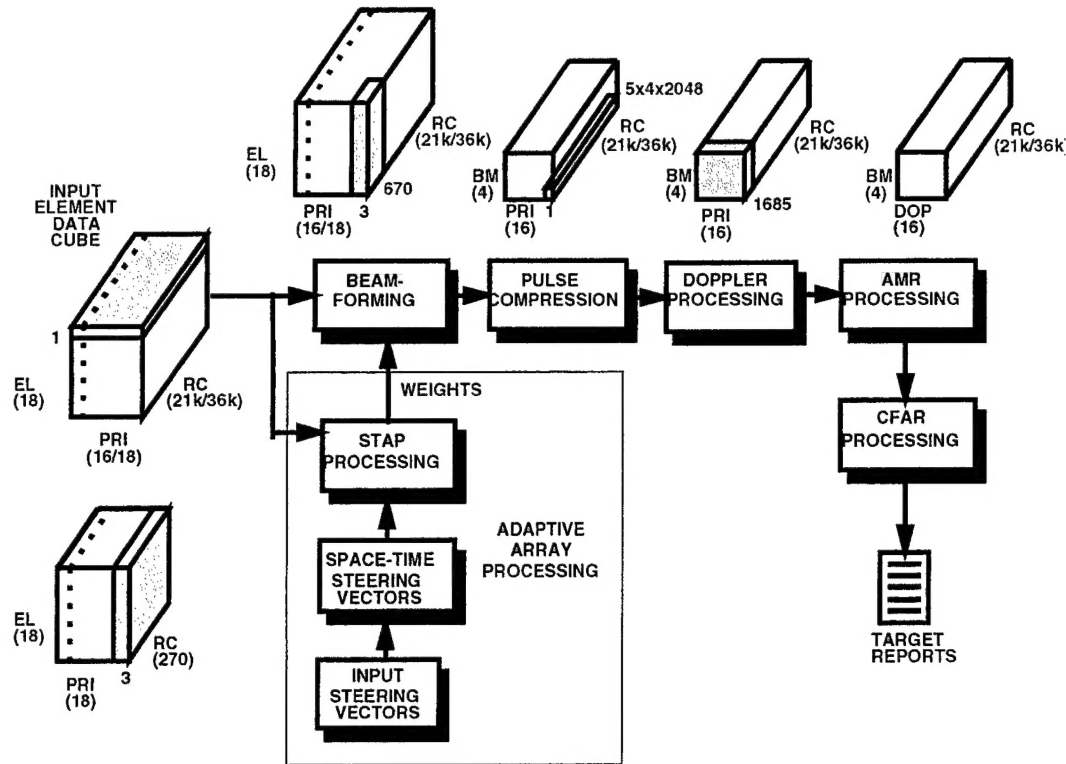 EL
(18)
PRI
(16/18)
3
670
RC
(21k/36k)
BM
(4)
PRI
(16)
1
5x4x2048
RC
(21k/36k)
BM
(4)
PRI
(16)
1685
RC
(21k/36k)
BM
(4)
DOP
(16)
RC
(21k/36k)
INPUT
ELEMENT
DATA
CUBE
1
EL
(18)
PRI
(16/18)
RC
(21k/36k)
BEAM-
FORMING
PULSE
COMPRESSION
DOPPLER
PROCESSING
AMR
PROCESSING
WEIGHTS
STAP
PROCESSING
CFAR
PROCESSING
ADAPTIVE
ARRAY
PROCESSING
SPACE-TIME
STEERING
VECTORS
INPUT
STEERING
VECTORS
TARGET
REPORTS
EL
(18)
PRI
(18)
3
RC
(270)